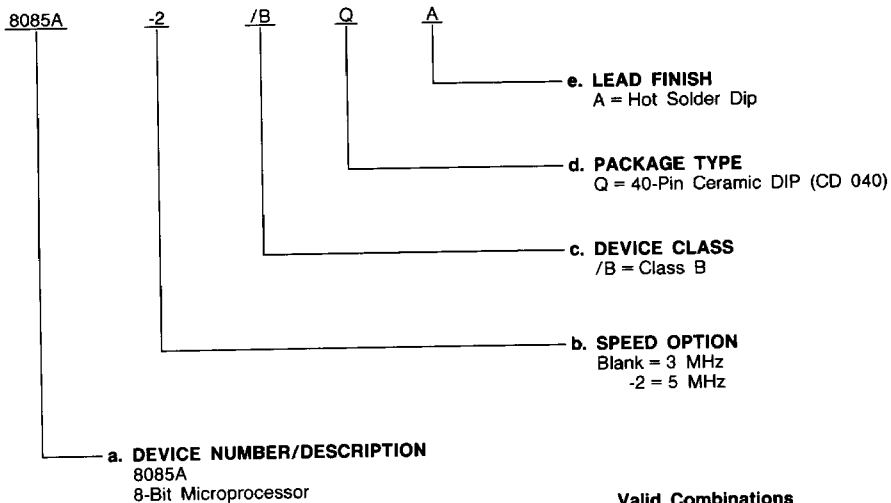 8085A -2 /B Q A
e. LEAD FINISH
A = Hot Solder Dip
d. PACKAGE TYPE
Q = 40-Pin Ceramic DIP (CD 040)
c. DEVICE CLASS
/B = Class B
b. SPEED OPTION
Blank = 3 MHz
-2 = 5 MHz
a. DEVICE NUMBER/DESCRIPTION
8085A
8-Bit Microprocessor
Valid Combinations